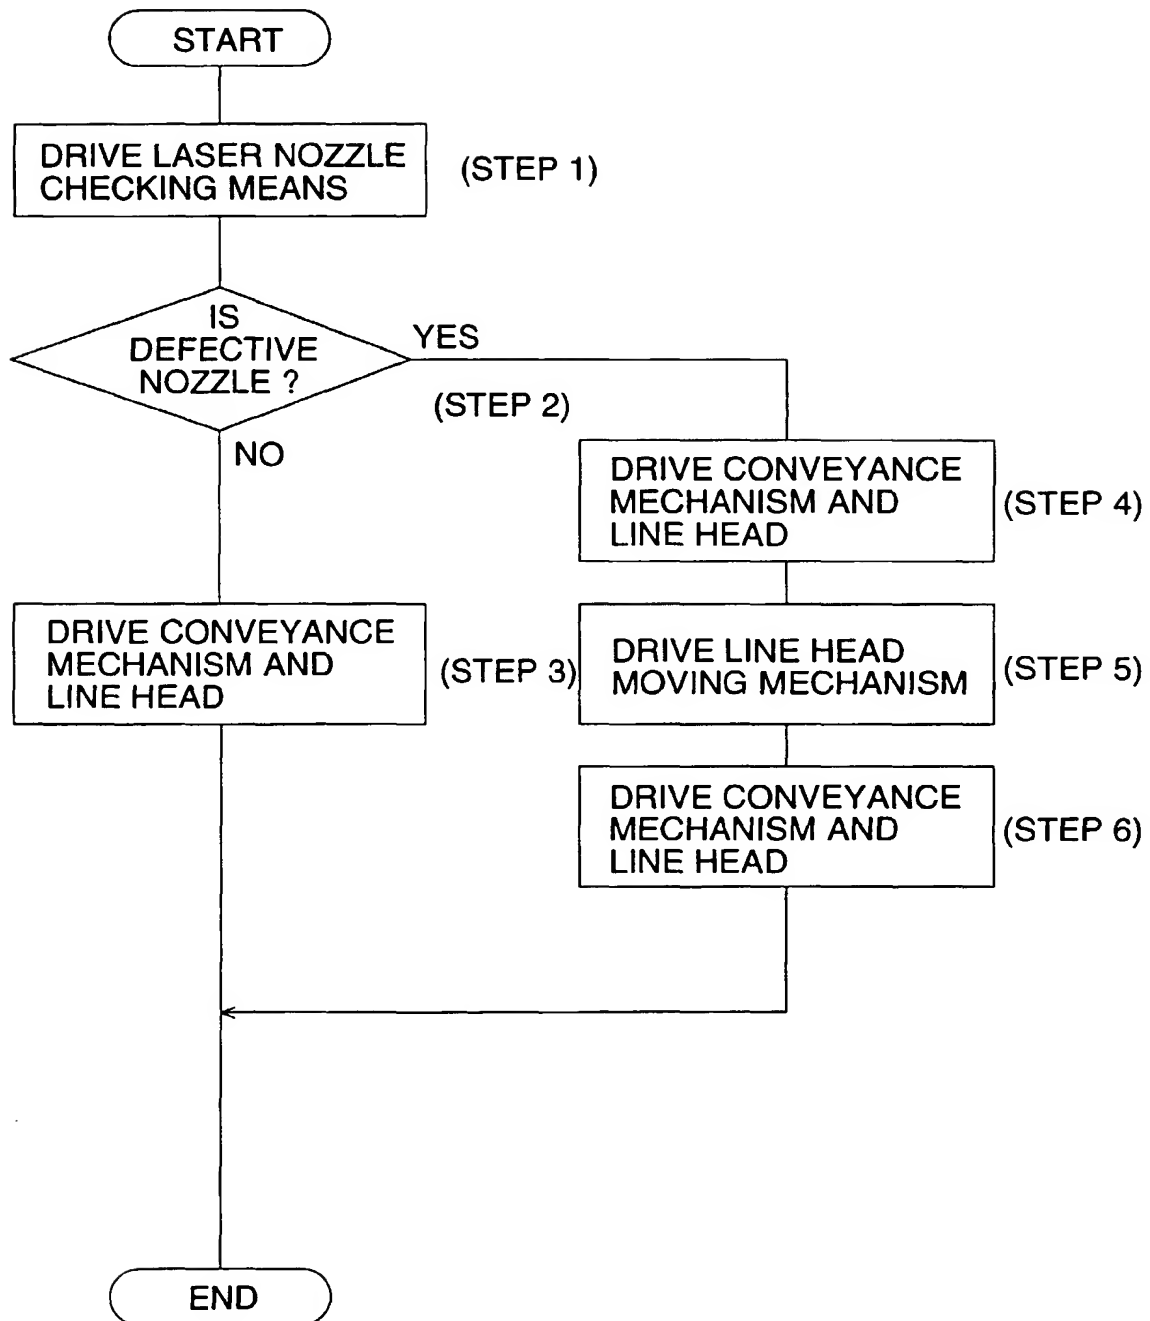 START
DRIVE LASER NOZZLE
CHECKING MEANS
(STEP 1)
IS
DEFECTIVE
NOZZLE ?
YES
(STEP 2)
NO
DRIVE CONVEYANCE
MECHANISM AND
LINE HEAD
(STEP 3)
DRIVE CONVEYANCE
MECHANISM AND
LINE HEAD
(STEP 4)
DRIVE LINE HEAD
MOVING MECHANISM
(STEP 5)
DRIVE CONVEYANCE
MECHANISM AND
LINE HEAD
(STEP 6)
END